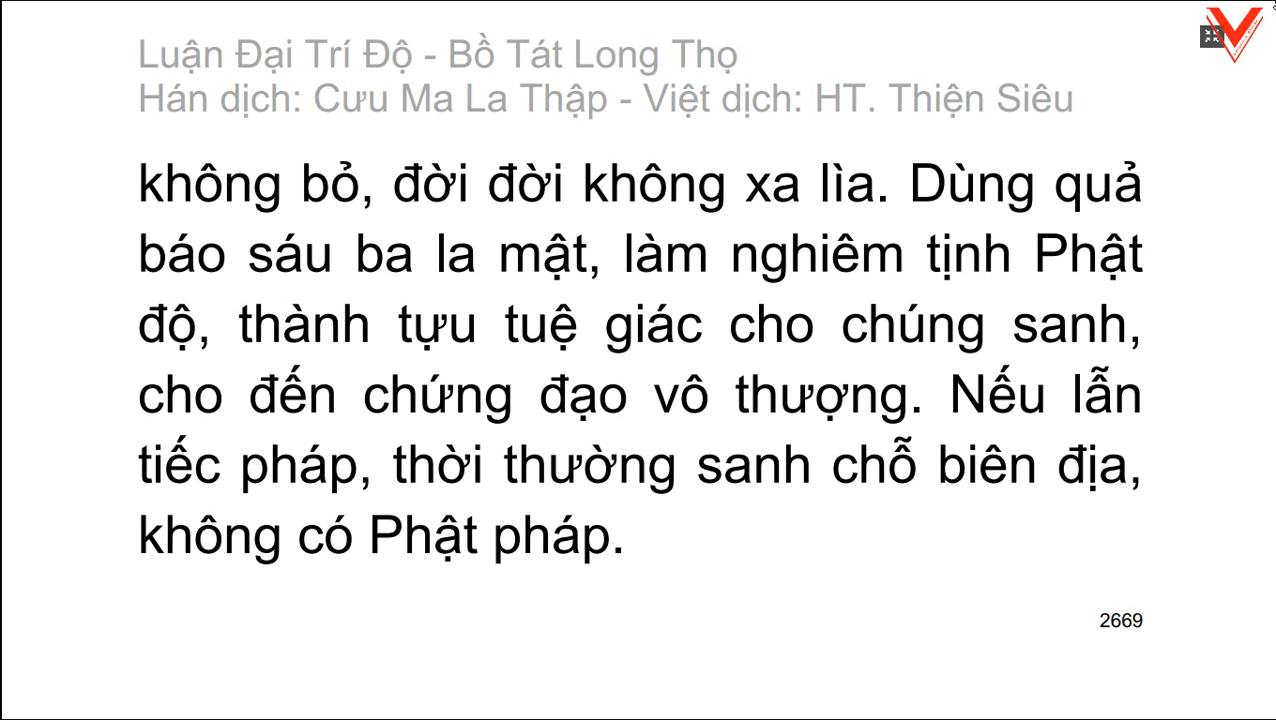 Luận Đại Trí Độ - Bồ Tát Long Thọ
Hán dịch: Cưu Ma La Thập - Việt dịch: HT. Thiện Siêu
không bỏ, đời đời không xa lìa. Dùng quả
báo sáu ba la mật, làm nghiêm tịnh Phật
độ, thành tựu tuệ giác cho chúng sanh,
cho đến chứng đạo vô thượng. Nếu lẫn
tiếc pháp, thời thường sanh chỗ biên địa,
không có Phật pháp.
2669